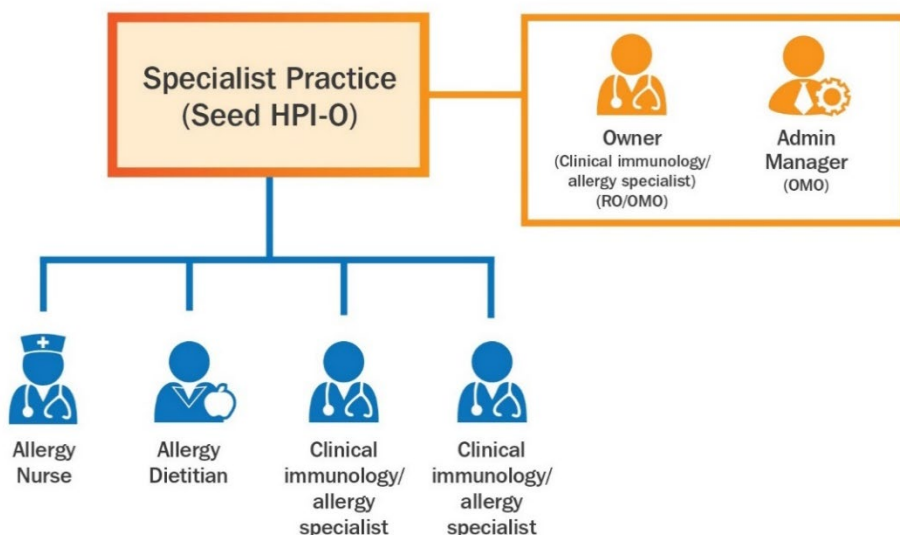 Specialist Practice
(Seed HPI-O)
Owner
(Clinical immunology/
allergy specialist)
(RO/OMO)
Admin
Manager
(OMO)
Allergy
Nurse
Allergy
Dietitian
Clinical
immunology/
allergy
specialist
Clinical
immunology/
allergy
specialist